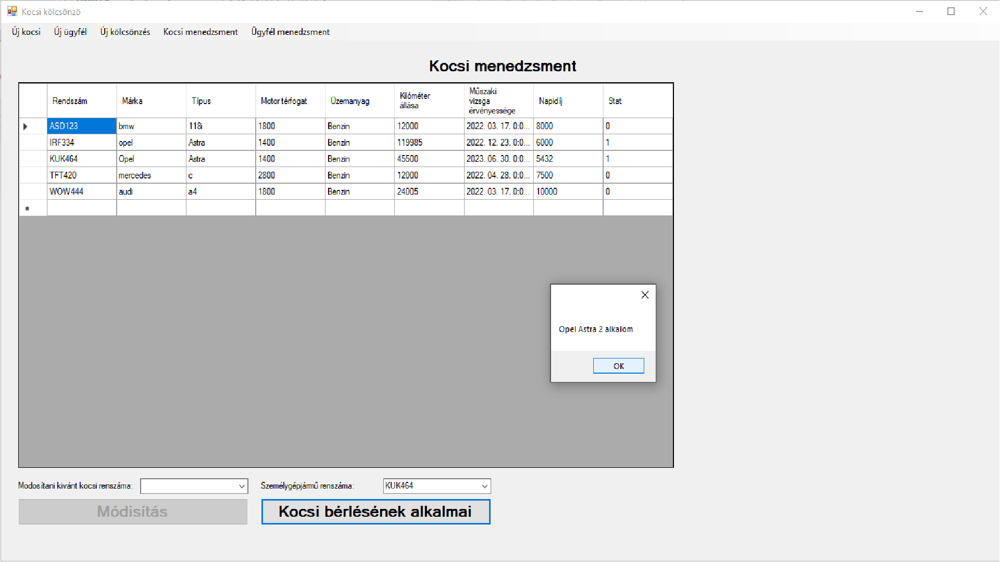 Kocsi kölcsönző
Új kocsi Új ügyfél Új kölcsönzés Kocsi menedzsment Ügyfél menedzsment
Kocsi menedzsment
Rendszám Márka Típus Motor térfogat Üzemanyag Kilóméter állása Műszaki vizsga érvényessége Napidíj Stat
ASD123 bmw 118i 1800 Benzin 12000 2022. 03. 17. 0:0... 8000 0
IRF334 opel Astra 1400 Benzin 119985 2022. 12. 23. 0:0... 6000 1
KUK464 Opel Astra 1400 Benzin 45500 2023. 06. 30. 0:0... 5432 1
TFT420 mercedes c 2800 Benzin 12000 2022. 04. 28. 0:0... 7500 0
WOW444 audi a4 1800 Benzin 24005 2022. 03. 17. 0:0... 10000 0
Opel Astra 2 alkalom
OK
Modosítani kivánt kocsi renszáma: Személygépjármű renszáma: KUK464
Módisítás Kocsi bérlésének alkalmai